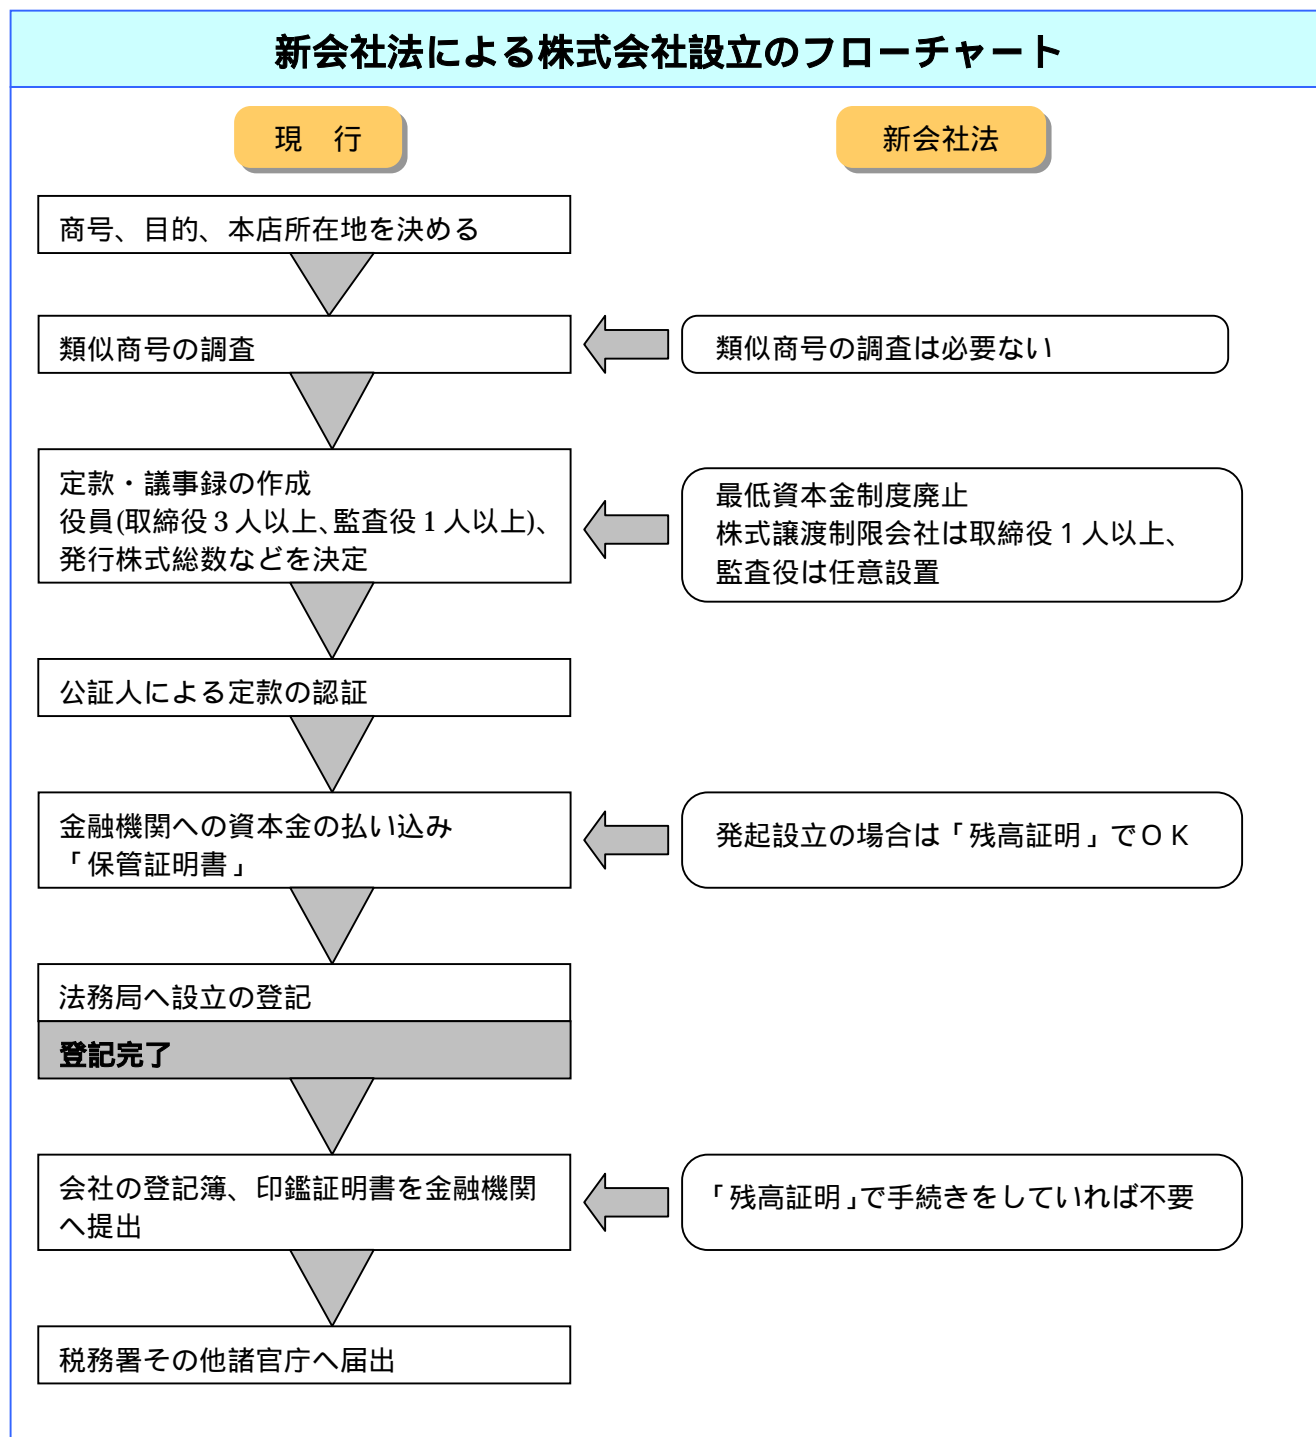 新会社法による株式会社設立のフローチャート
現　行
新会社法
商号、目的、本店所在地を決める
類似商号の調査
類似商号の調査は必要ない
定款・議事録の作成
役員(取締役３人以上、監査役１人以上)、
発行株式総数などを決定
最低資本金制度廃止
株式譲渡制限会社は取締役１人以上、
監査役は任意設置
公証人による定款の認証
金融機関への資本金の払い込み
「保管証明書」
発起設立の場合は「残高証明」でＯＫ
法務局へ設立の登記
登記完了
会社の登記簿、印鑑証明書を金融機関
へ提出
「残高証明」で手続きをしていれば不要
税務署その他諸官庁へ届出